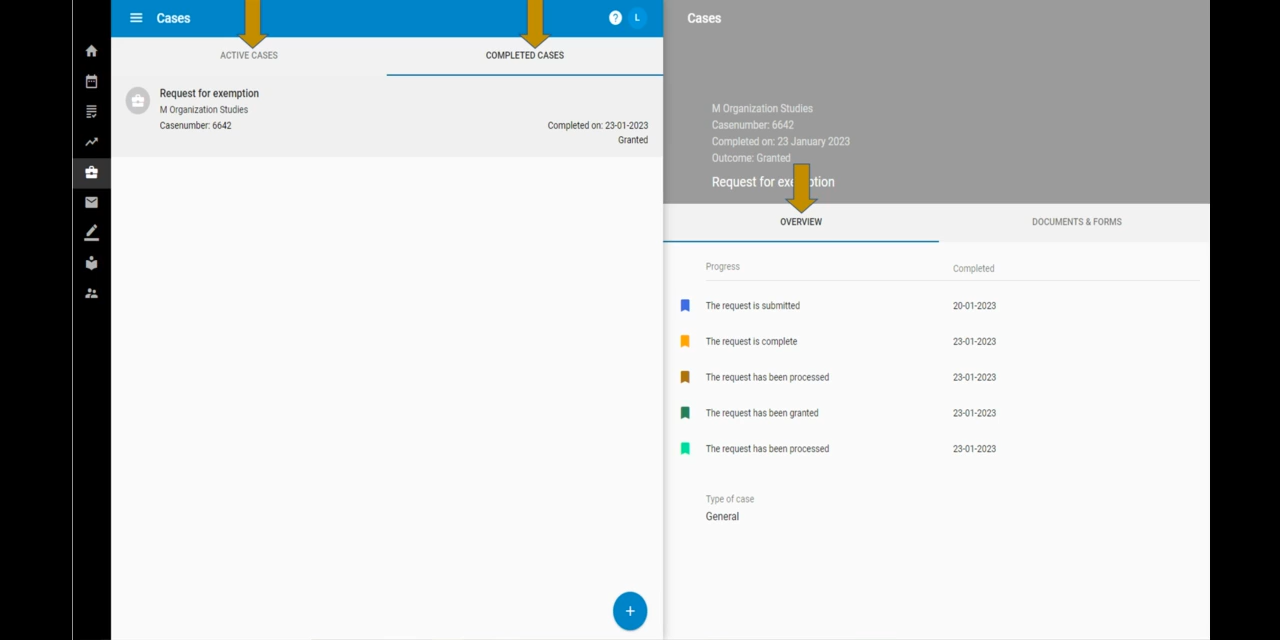 Cases
? L
ACTIVE CASES
COMPLETED CASES
Request for exemption
M Organization Studies
Casenumber: 6642
Completed on: 23-01-2023
Granted
+
Cases
M Organization Studies
Casenumber: 6642
Completed on: 23 January 2023
Outcome: Granted
Request for exemption
OVERVIEW
DOCUMENTS & FORMS
Progress Completed
The request is submitted 20-01-2023
The request is complete 23-01-2023
The request has been processed 23-01-2023
The request has been granted 23-01-2023
The request has been processed 23-01-2023
Type of case
General